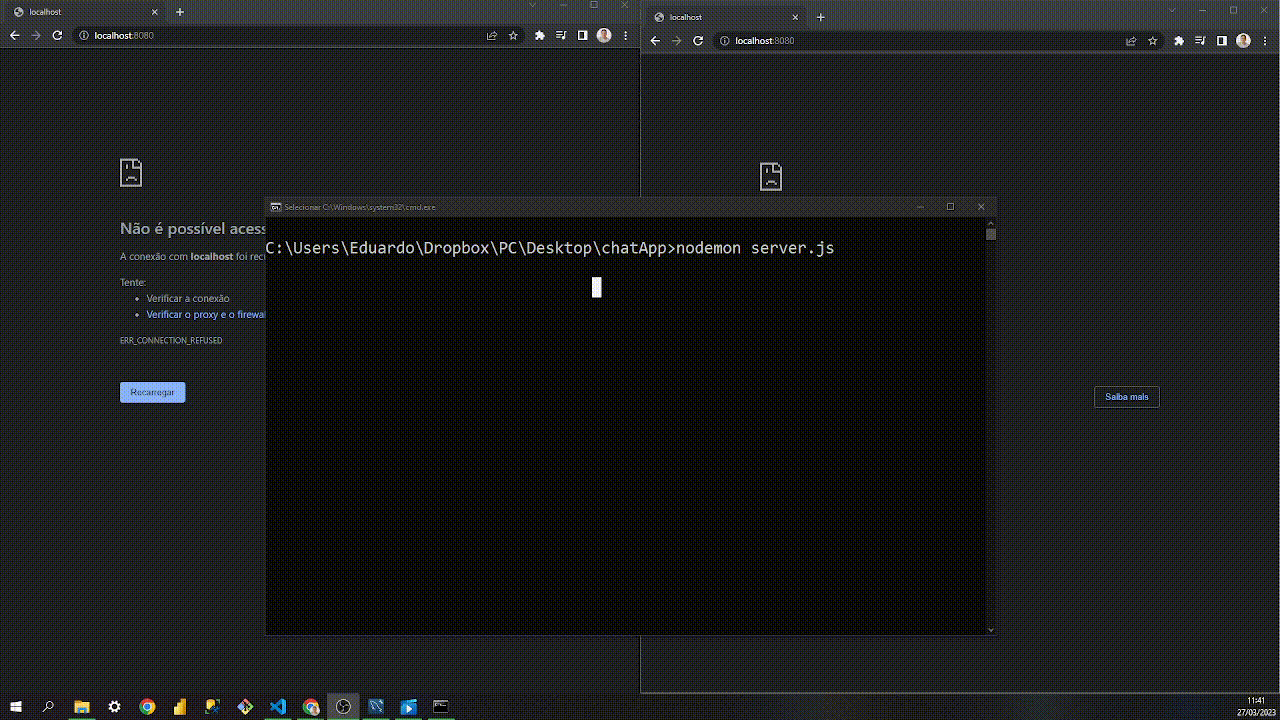 localhost
localhost:8080
localhost
localhost:8080
Não é possível acess
A conexão com localhost foi rec
Tente:
Verificar a conexão
Verificar o proxy e o firewal
ERR_CONNECTION_REFUSED
Recarregar
Selecionar C:\Windows\system32\cmd.exe
C:\Users\Eduardo\Dropbox\PC\Desktop\chatApp>nodemon server.js
Saiba mais
11:41
27/03/2023